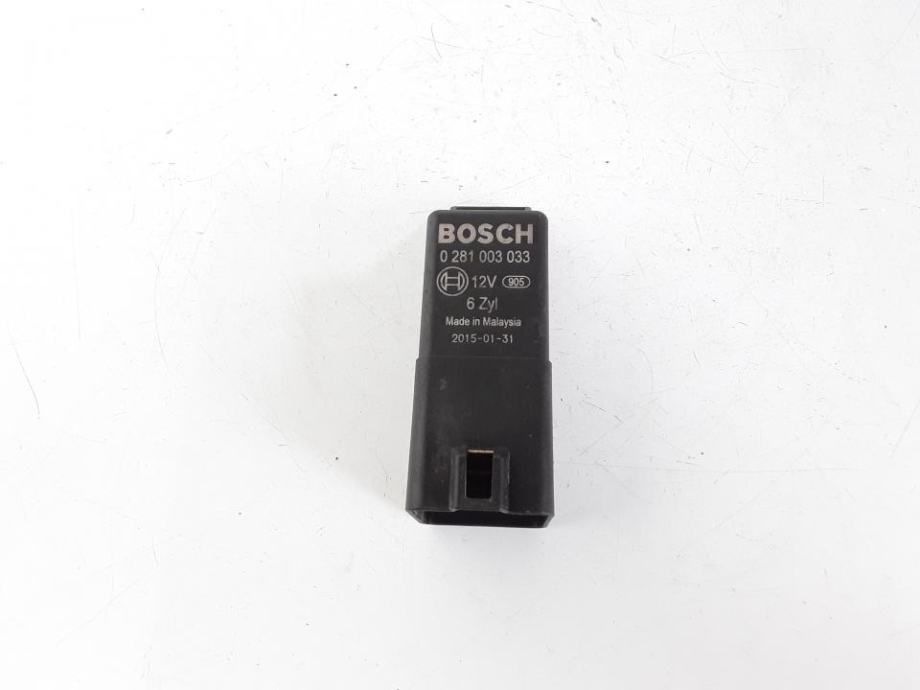 BOSCH
0 281 003 033
12V 905
6 Zyl
Made in Malaysia
2015-01-31